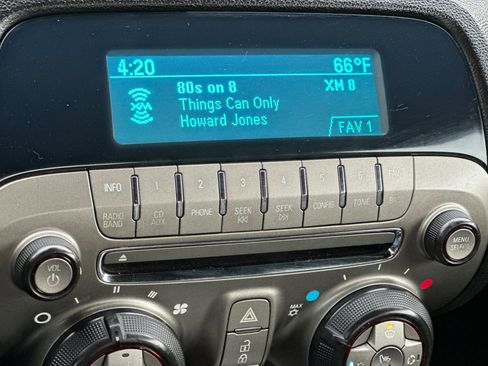 4:20 66°F
80s on 8 XM 8
XM
Things Can Only
Howard Jones
FAV 1
INFO 1 2 3 4 5 6
RADIO BAND CD AUX PHONE SEEK SEEK CONFIG TONE
VOL
MENU
SELECT
MAX